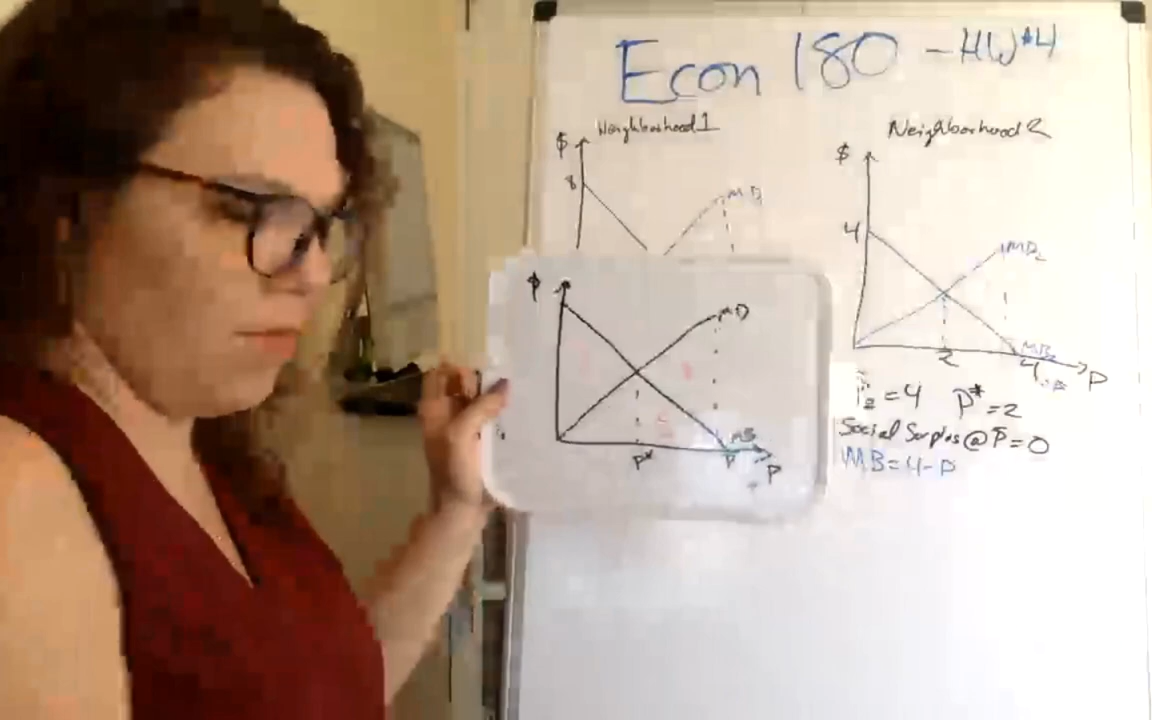 Econ 180 - HW#4
$ Neighborhood 1
8
MD
Neighborhood 2
$
4
MD₂
2
MB₂
4
P
P̄₂ = 4 P* = 2
Social Surplus @ P̄ = 0
MB = 4 - P
$
MD
MB
P*
P̄
P